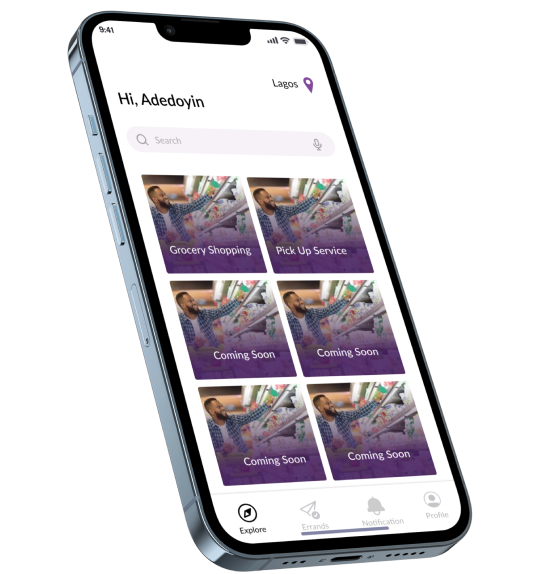 9:41
Lagos
Hi, Adedoyin
Search
Grocery Shopping
Pick Up Service
Coming Soon
Coming Soon
Coming Soon
Coming Soon
Explore
Errands
Notification
Profile